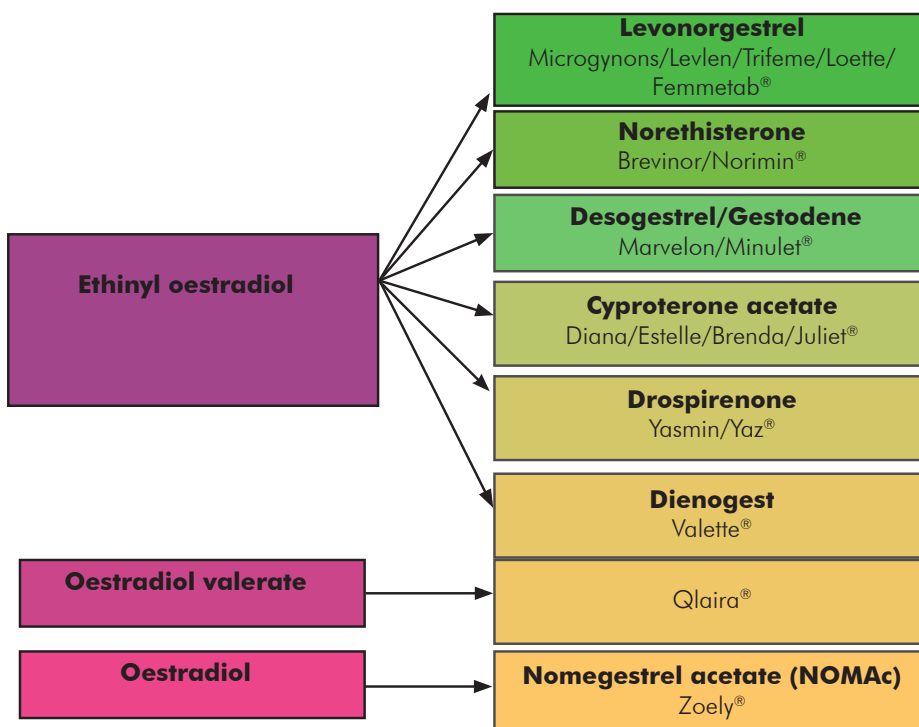 Levonorgestrel
Microgynons/Levlen/Trifeme/Loette/
Femmetab®
Norethisterone
Brevinor/Norimin®
Desogestrel/Gestodene
Marvelon/Minulet®
Ethinyl oestradiol
Cyproterone acetate
Diana/Estelle/Brenda/Juliet®
Drospirenone
Yasmin/Yaz®
Dienogest
Valette®
Oestradiol valerate
Qlaira®
Oestradiol
Nomegestrel acetate (NOMAc)
Zoely®